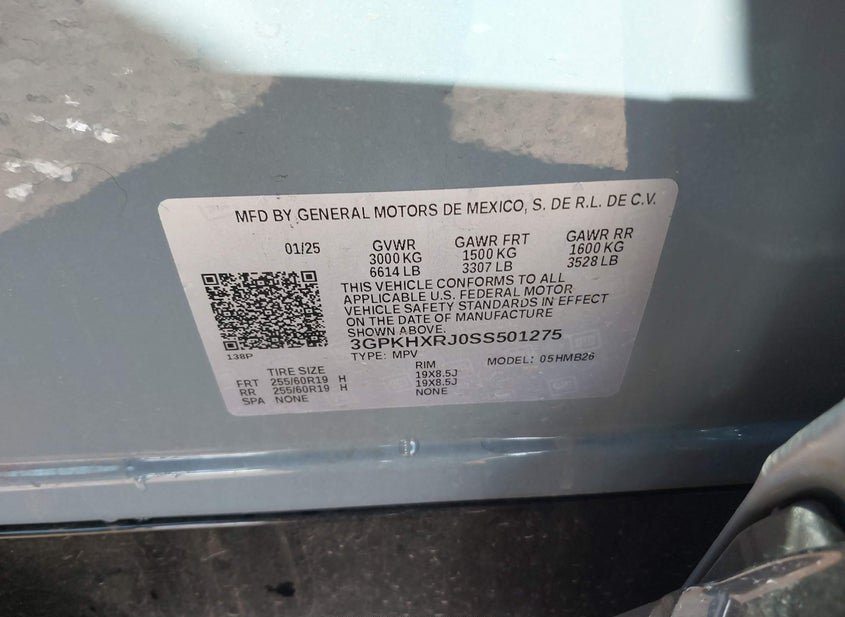 MFD BY GENERAL MOTORS DE MEXICO, S. DE R.L. DE C.V.
01/25 GVWR GAWR FRT GAWR RR
3000 KG 1500 KG 1600 KG
6614 LB 3307 LB 3528 LB
THIS VEHICLE CONFORMS TO ALL
APPLICABLE U.S. FEDERAL MOTOR
VEHICLE SAFETY STANDARDS IN EFFECT
ON THE DATE OF MANUFACTURE
SHOWN ABOVE.
3GPKHXRJ0SS501275
138P TYPE: MPV MODEL: 05HMB26
TIRE SIZE RIM
FRT 255/60R19 H 19X8.5J
RR 255/60R19 H 19X8.5J
SPA NONE NONE